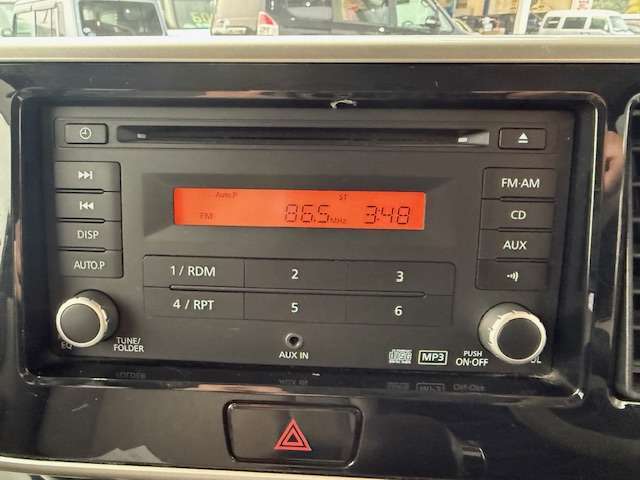 Auto.P ST
FM 86.5 MHz 3:48
DISP
AUTO.P
FM·AM
CD
AUX
1 / RDM 2 3
4 / RPT 5 6
EQ
TUNE/
FOLDER
AUX IN
MP3
PUSH
ON·OFF